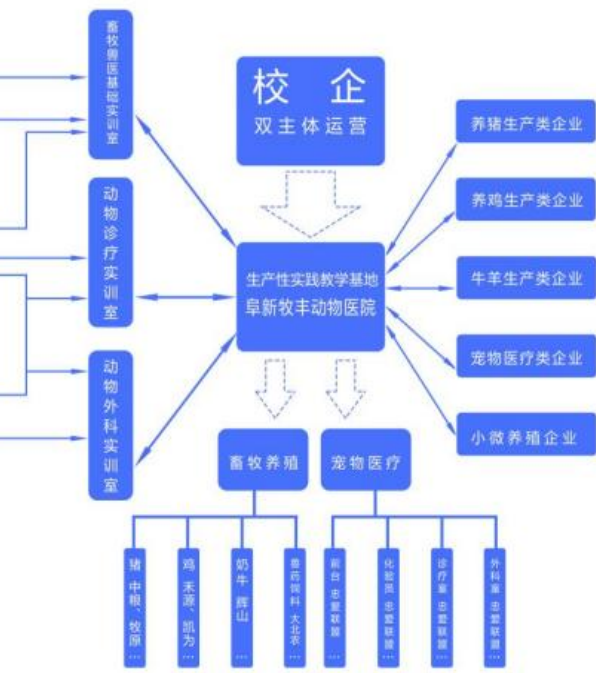 畜牧兽医基础实训室
校 企
双主体运营
养猪生产类企业
养鸡生产类企业
动物诊疗实训室
生产性实践教学基地
阜新牧丰动物医院
牛羊生产类企业
宠物医疗类企业
动物外科实训室
小微养殖企业
畜牧养殖
宠物医疗
猪 中粮、牧原…
鸡 禾源、凯为…
奶牛 辉山…
兽药饲料 大北农…
前台 忠爱联盟…
化验员 忠爱联盟…
诊疗室 忠爱联盟…
外科室 忠爱联盟…